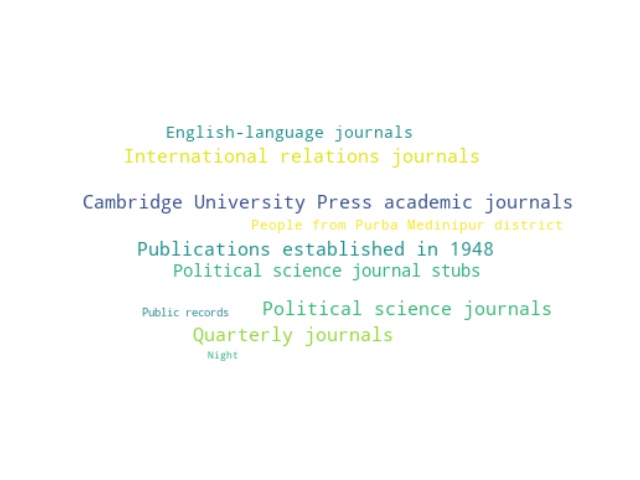 English-language journals
International relations journals
Cambridge University Press academic journals
People from Purba Medinipur district
Publications established in 1948
Political science journal stubs
Public records
Political science journals
Quarterly journals
Night